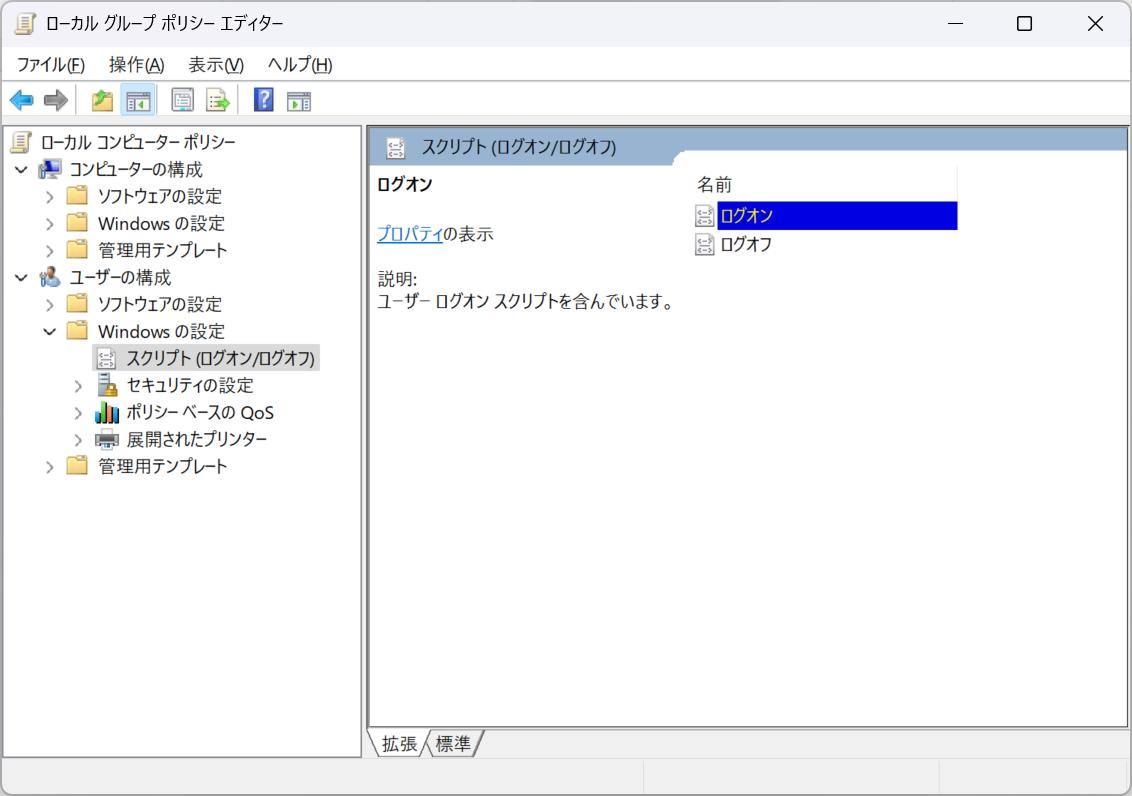 ローカル グループ ポリシー エディター
ファイル(F) 操作(A) 表示(V) ヘルプ(H)
ローカル コンピューター ポリシー
コンピューターの構成
ソフトウェアの設定
Windows の設定
管理用テンプレート
ユーザーの構成
ソフトウェアの設定
Windows の設定
スクリプト (ログオン/ログオフ)
セキュリティの設定
ポリシー ベースの QoS
展開されたプリンター
管理用テンプレート
スクリプト (ログオン/ログオフ)
ログオン
プロパティの表示
説明:
ユーザー ログオン スクリプトを含んでいます。
名前
ログオン
ログオフ
拡張 標準